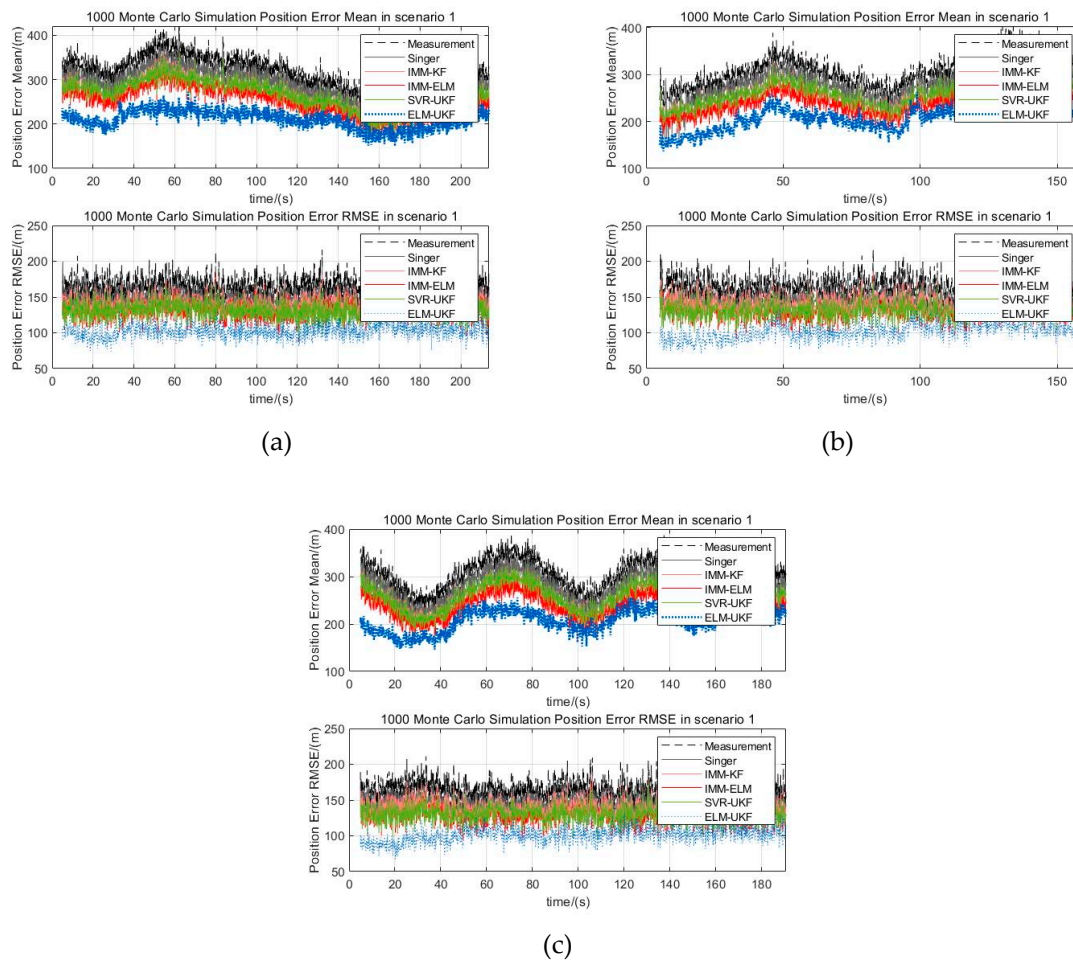 1000 Monte Carlo Simulation Position Error Mean in scenario 1
Position Error Mean/(m)
400
300
200
100
Measurement
Singer
IMM-KF
IMM-ELM
SVR-UKF
ELM-UKF
0 20 40 60 80 100 120 140 160 180 200
time/(s)
1000 Monte Carlo Simulation Position Error RMSE in scenario 1
Position Error RMSE/(m)
250
200
150
100
50
Measurement
Singer
IMM-KF
IMM-ELM
SVR-UKF
ELM-UKF
0 20 40 60 80 100 120 140 160 180 200
time/(s)
(a)
1000 Monte Carlo Simulation Position Error Mean in scenario 1
Position Error Mean/(m)
400
300
200
100
Measurement
Singer
IMM-KF
IMM-ELM
SVR-UKF
ELM-UKF
0 50 100 150
time/(s)
1000 Monte Carlo Simulation Position Error RMSE in scenario 1
Position Error RMSE/(m)
250
200
150
100
50
Measurement
Singer
IMM-KF
IMM-ELM
SVR-UKF
ELM-UKF
0 50 100 150
time/(s)
(b)
1000 Monte Carlo Simulation Position Error Mean in scenario 1
Position Error Mean/(m)
400
300
200
100
Measurement
Singer
IMM-KF
IMM-ELM
SVR-UKF
ELM-UKF
0 20 40 60 80 100 120 140 160 180
time/(s)
1000 Monte Carlo Simulation Position Error RMSE in scenario 1
Position Error RMSE/(m)
250
200
150
100
50
Measurement
Singer
IMM-KF
IMM-ELM
SVR-UKF
ELM-UKF
0 20 40 60 80 100 120 140 160 180
time/(s)
(c)